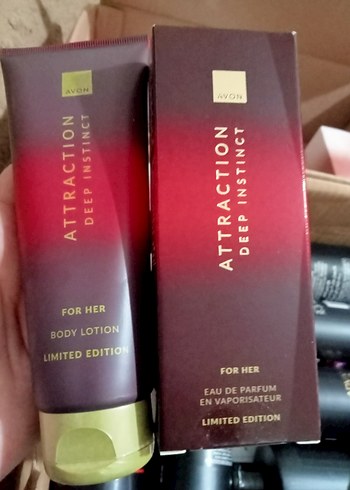 AVON
ATTRACTION
DEEP INSTINCT
FOR HER
BODY LOTION
LIMITED EDITION
AVON
ATTRACTION
DEEP INSTINCT
FOR HER
EAU DE PARFUM
EN VAPORISATEUR
LIMITED EDITION